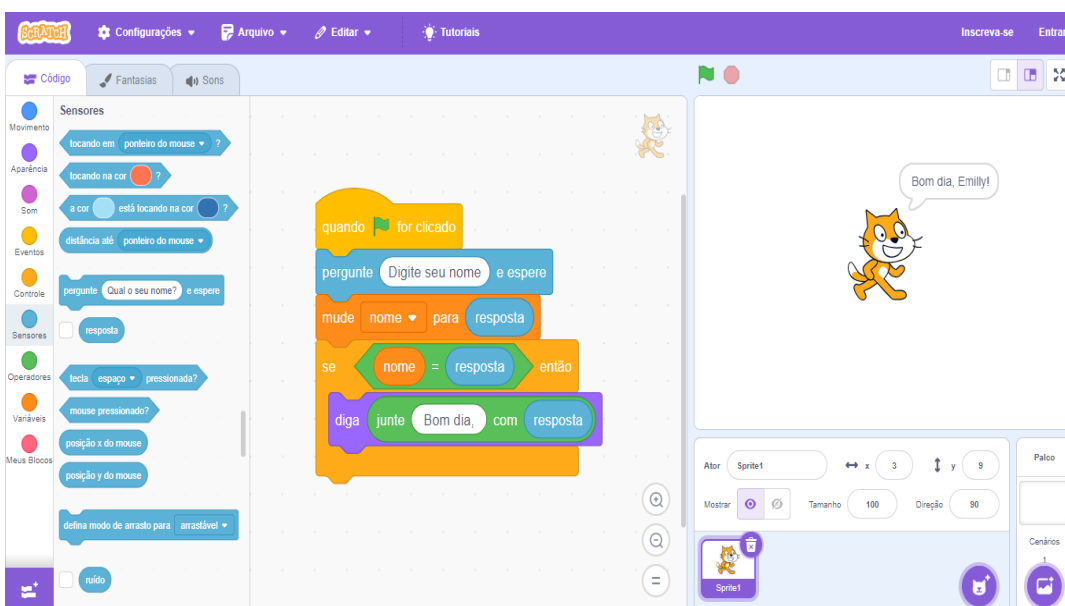 SCRATCH Configurações Arquivo Editar Tutoriais Inscreva-se Entrar
Código Fantasias Sons
Movimento
Aparência
Som
Eventos
Controle
Sensores
Operadores
Variáveis
Meus Blocos
Sensores
tocando em ponteiro do mouse ?
tocando na cor ?
a cor está tocando na cor ?
distância até ponteiro do mouse
pergunte Qual o seu nome? e espere
resposta
tecla espaço pressionada?
mouse pressionado?
posição x do mouse
posição y do mouse
defina modo de arrasto para arrastável
ruído
quando for clicado
pergunte Digite seu nome e espere
mude nome para resposta
se nome = resposta então
diga junte Bom dia, com resposta
Bom dia, Emilly!
Ator Sprite1 x 3 y 9
Mostrar Tamanho 100 Direção 90
Sprite1
Palco
Cenários
1